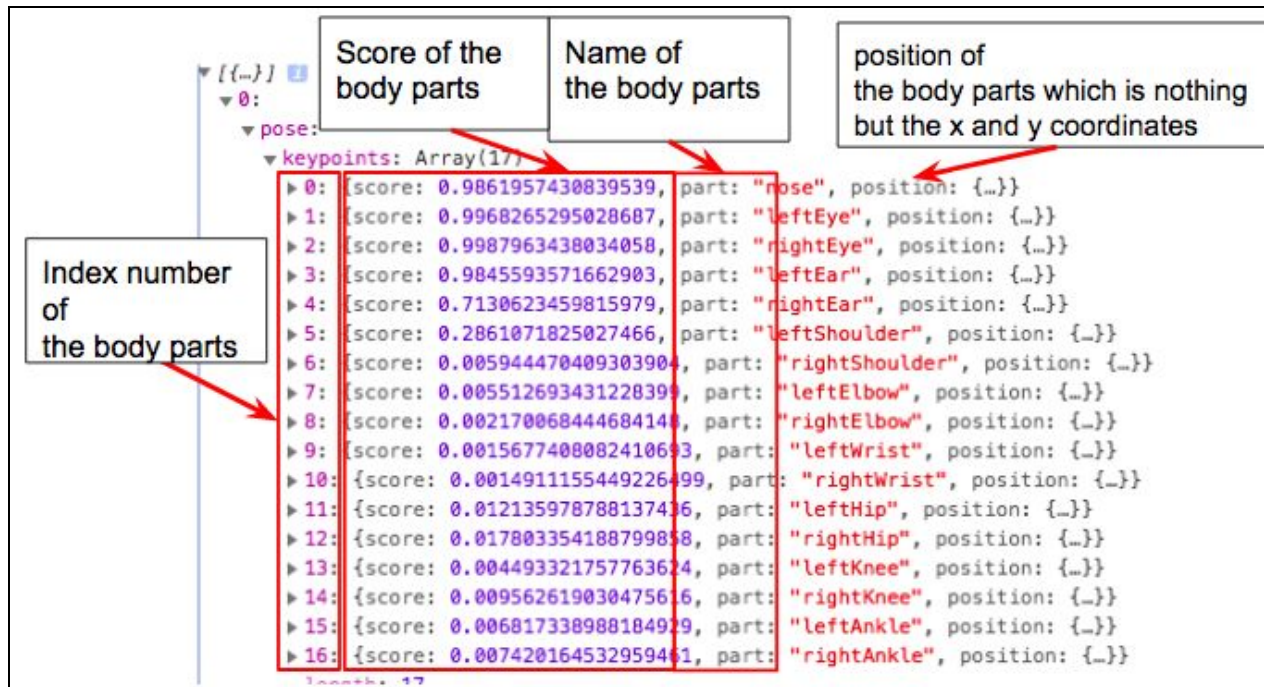 Score of the
body parts
Name of
the body parts
position of
the body parts which is nothing
but the x and y coordinates
[{…}] i
0:
pose:
keypoints: Array(17)
0: {score: 0.9861957430839539, part: "nose", position: {…}}
1: {score: 0.9968265295028687, part: "leftEye", position: {…}}
2: {score: 0.9987963438034058, part: "rightEye", position: {…}}
3: {score: 0.9845593571662903, part: "leftEar", position: {…}}
4: {score: 0.7130623459815979, part: "rightEar", position: {…}}
5: {score: 0.2861071825027466, part: "leftShoulder", position: {…}}
6: {score: 0.005944470409303904, part: "rightShoulder", position: {…}}
7: {score: 0.005512693431228399, part: "leftElbow", position: {…}}
8: {score: 0.002170068444684148, part: "rightElbow", position: {…}}
9: {score: 0.0015677408082410693, part: "leftWrist", position: {…}}
10: {score: 0.0014911155449226499, part: "rightWrist", position: {…}}
11: {score: 0.012135978788137436, part: "leftHip", position: {…}}
12: {score: 0.017803354188799858, part: "rightHip", position: {…}}
13: {score: 0.004493321757763624, part: "leftKnee", position: {…}}
14: {score: 0.009562619030475616, part: "rightKnee", position: {…}}
15: {score: 0.006817338988184929, part: "leftAnkle", position: {…}}
16: {score: 0.007420164532959461, part: "rightAnkle", position: {…}}
length: 17
Index number
of
the body parts